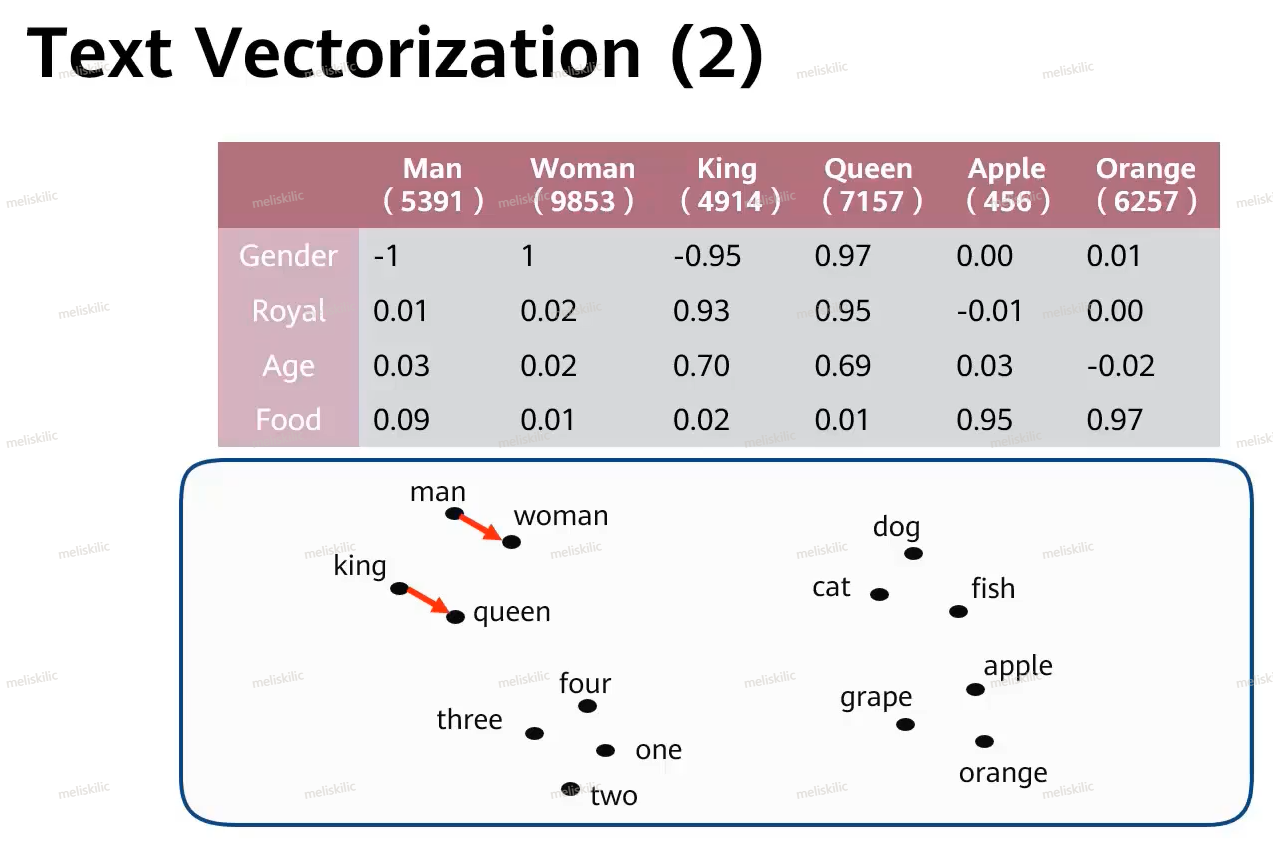 Text Vectorization (2)
Man Woman King Queen Apple Orange
( 5391 ) ( 9853 ) ( 4914 ) ( 7157 ) ( 456 ) ( 6257 )
Gender -1 1 -0.95 0.97 0.00 0.01
Royal 0.01 0.02 0.93 0.95 -0.01 0.00
Age 0.03 0.02 0.70 0.69 0.03 -0.02
Food 0.09 0.01 0.02 0.01 0.95 0.97
man
woman
king
queen
dog
cat
fish
four
three
one
two
apple
grape
orange
meliskilic